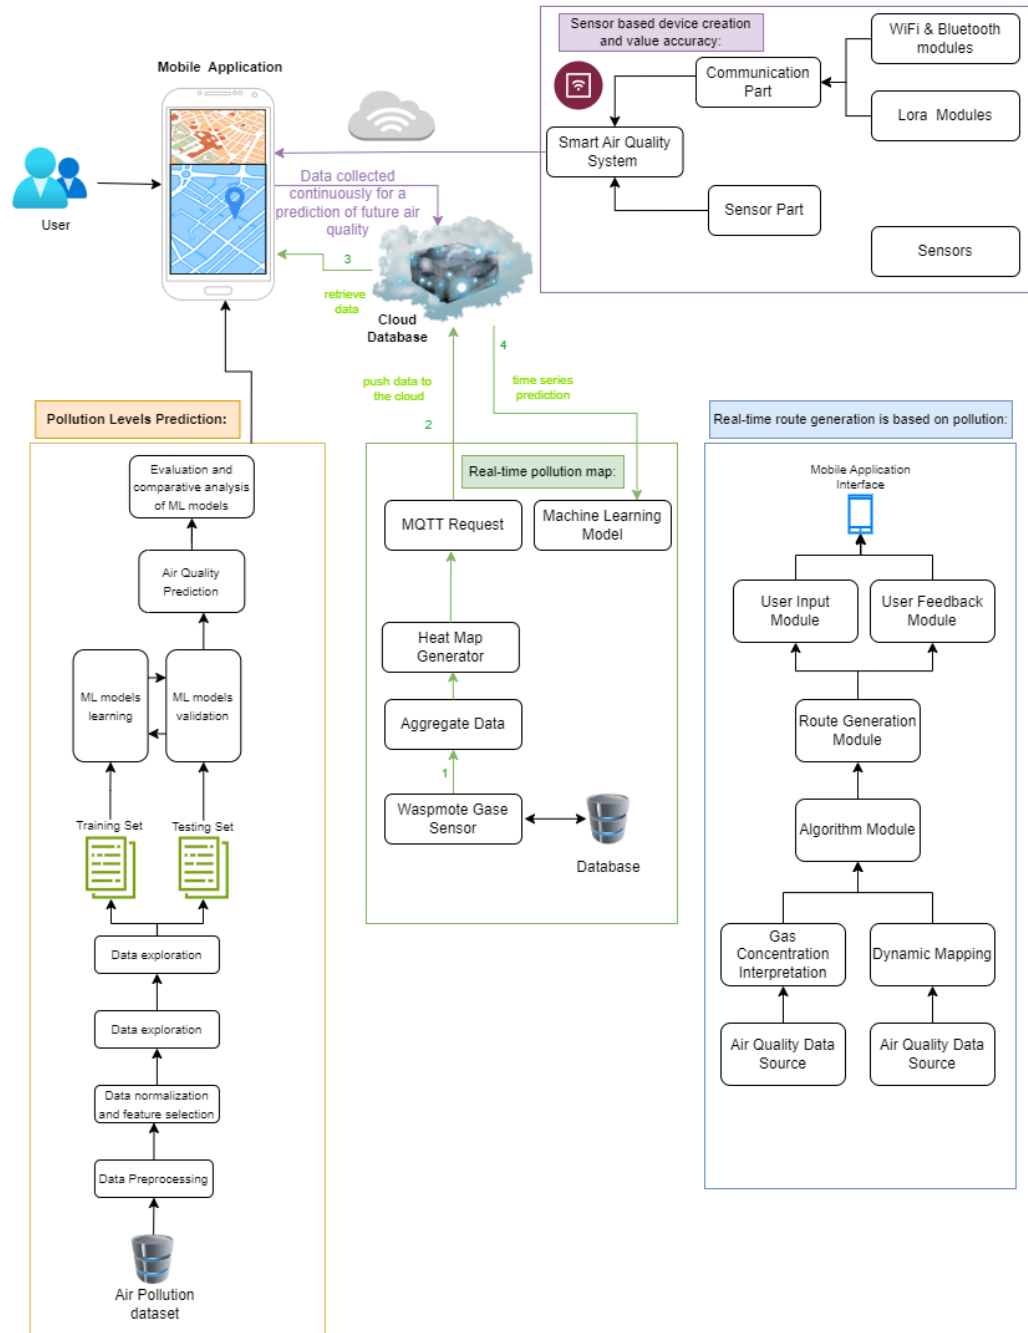 Sensor based device creation
and value accuracy:
WiFi & Bluetooth
modules
Communication
Part
Lora  Modules
Smart Air Quality
System
Sensor Part
Sensors
Mobile  Application
User
Data collected
continuously for a
prediction of future air
quality
3
retrieve
data
Cloud
Database
4
push data to
the cloud
time series
prediction
2
Pollution Levels Prediction:
Evaluation and
comparative analysis
of ML models
Air Quality
Prediction
ML models
learning
ML models
validation
Training Set
Testing Set
Data exploration
Data exploration
Data normalization
and feature selection
Data Preprocessing
Air Pollution
dataset
Real-time pollution map:
MQTT Request
Machine Learning
Model
Heat Map
Generator
Aggregate Data
1
Waspmote Gase
Sensor
Database
Real-time route generation is based on pollution:
Mobile Application
Interface
User Input
Module
User Feedback
Module
Route Generation
Module
Algorithm Module
Gas
Concentration
Interpretation
Dynamic Mapping
Air Quality Data
Source
Air Quality Data
Source